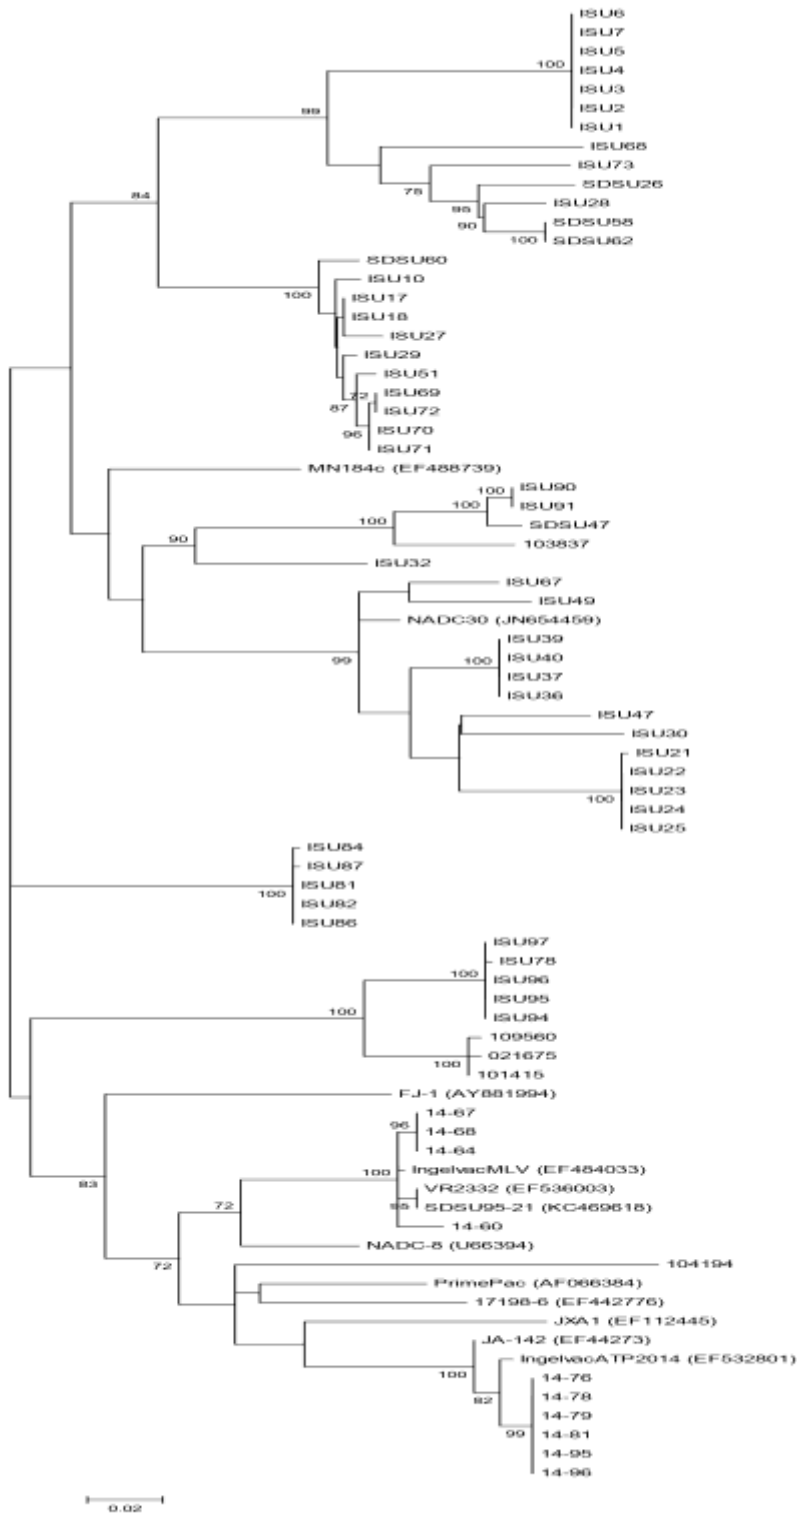 ISU6
ISU7
ISU5
100
ISU4
ISU3
ISU2
99
ISU1
ISU68
ISU73
75
SDSU26
84
95
ISU28
90
SDSU58
100
SDSU62
SDSU60
ISU10
100
ISU17
ISU18
ISU27
ISU29
ISU51
72
ISU69
87
ISU72
96
ISU70
ISU71
MN184c (EF488739)
100
ISU90
100
ISU91
100
SDSU47
90
103837
ISU32
ISU67
ISU49
NADC30 (JN654459)
ISU39
99
100
ISU40
ISU37
ISU36
ISU47
ISU30
ISU21
ISU22
ISU23
100
ISU24
ISU25
ISU84
ISU87
ISU81
100
ISU82
ISU86
ISU97
ISU78
100
ISU96
ISU95
100
ISU94
109560
021675
100
101415
FJ-1 (AY881994)
14-67
96
14-68
14-64
100
IngelvacMLV (EF484033)
83
VR2332 (EF536003)
72
SDSU95-21 (KC469618)
14-60
NADC-8 (U66394)
72
104194
PrimePac (AF066384)
17198-6 (EF442776)
JXA1 (EF112445)
JA-142 (EF44273)
IngelvacATP2014 (EF532801)
100
14-76
82
14-78
14-79
99
14-81
14-95
14-96
0.02